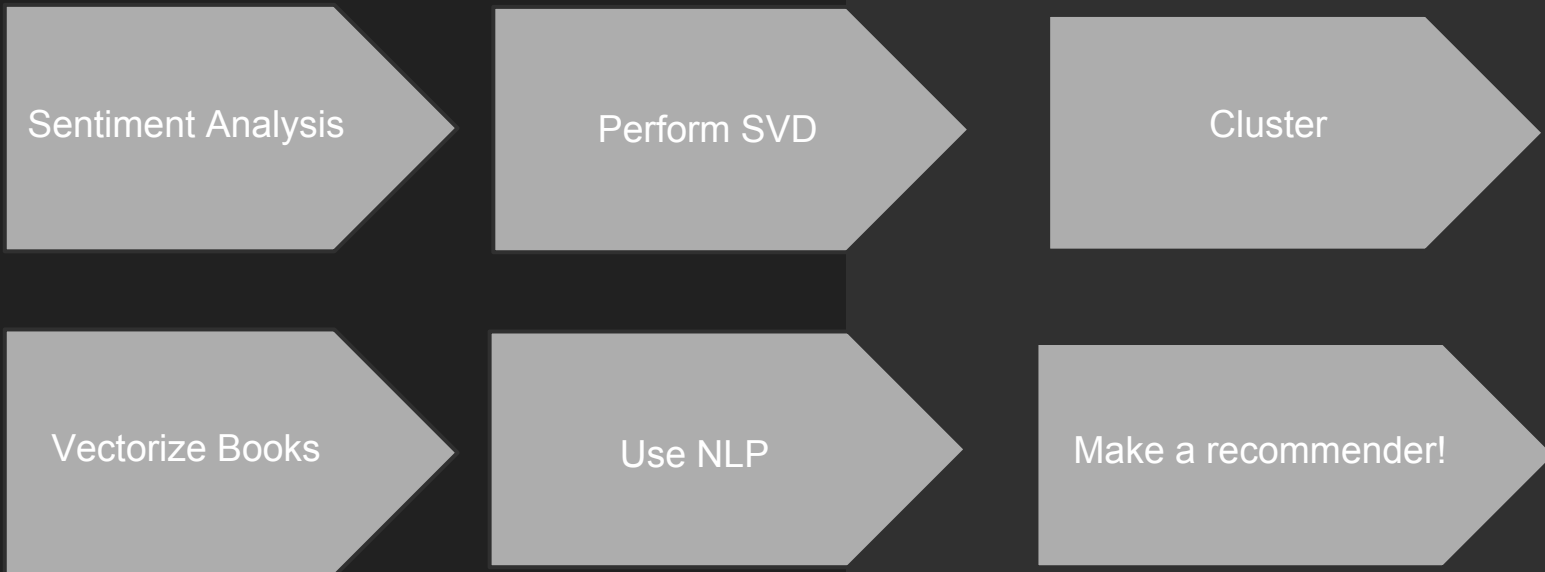 Sentiment Analysis
Perform SVD
Cluster
Vectorize Books
Use NLP
Make a recommender!